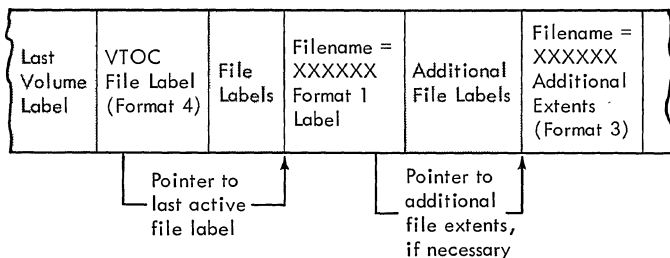 Last
Volume
Label
VTOC
File Label
(Format 4)
File
Labels
Filename =
XXXXXX
Format 1
Label
Additional
File Labels
Filename =
XXXXXX
Additional
Extents
(Format 3)
Pointer to
last active
file label
Pointer to
additional
file extents,
if necessary